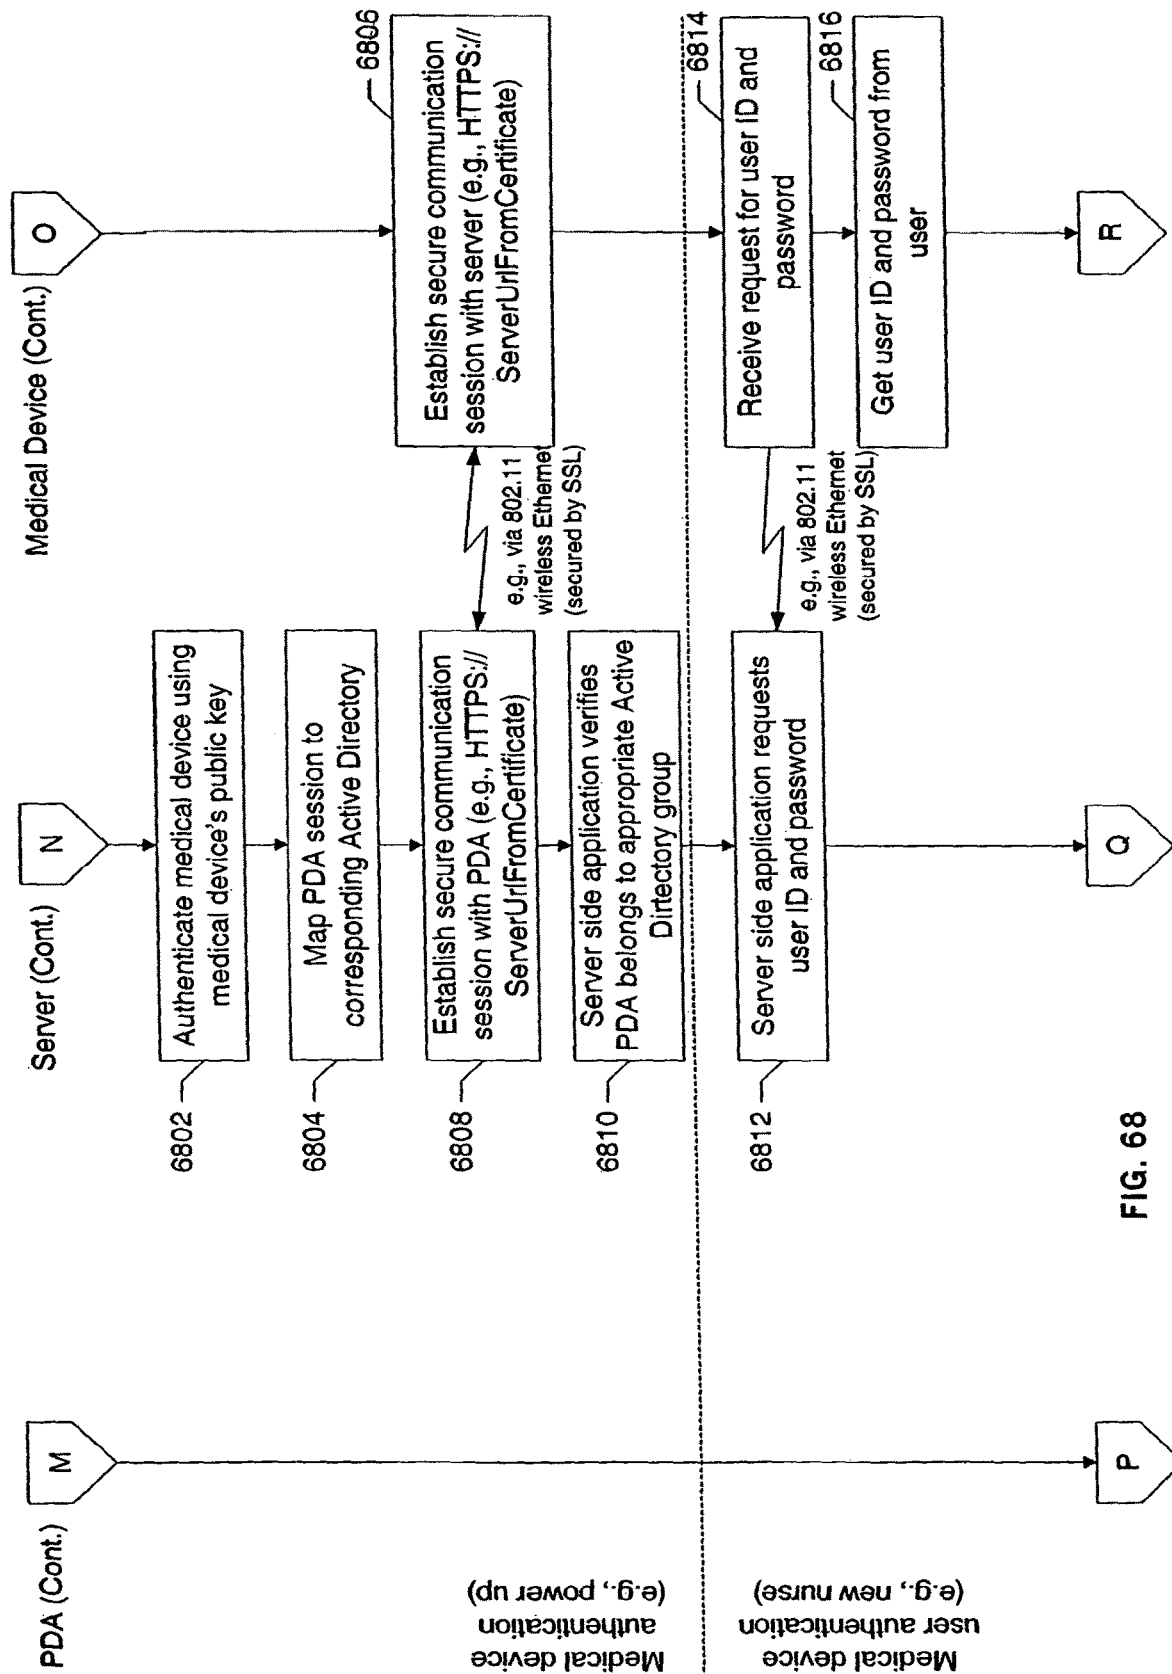 PDA (Cont.)
M
Server (Cont.)
N
Medical Device (Cont.)
O
6802
Authenticate medical device using
medical device's public key
6804
Map PDA session to
corresponding Active Directory
6806
Establish secure communication
session with server (e.g., HTTPS://
ServerUrlFromCertificate)
6808
Establish secure communication
session with PDA (e.g., HTTPS://
ServerUrlFromCertificate)
e.g., via 802.11
wireless Ethernet
(secured by SSL)
6810
Server side application verifies
PDA belongs to appropriate Active
Dirtectory group
Medical device
authentication
(e.g., power up)
Medical device
user authentication
(e.g., new nurse)
6812
Server side application requests
user ID and password
6814
Receive request for user ID and
password
e.g., via 802.11
wireless Ethernet
(secured by SSL)
6816
Get user ID and password from
user
P
Q
R
FIG. 68